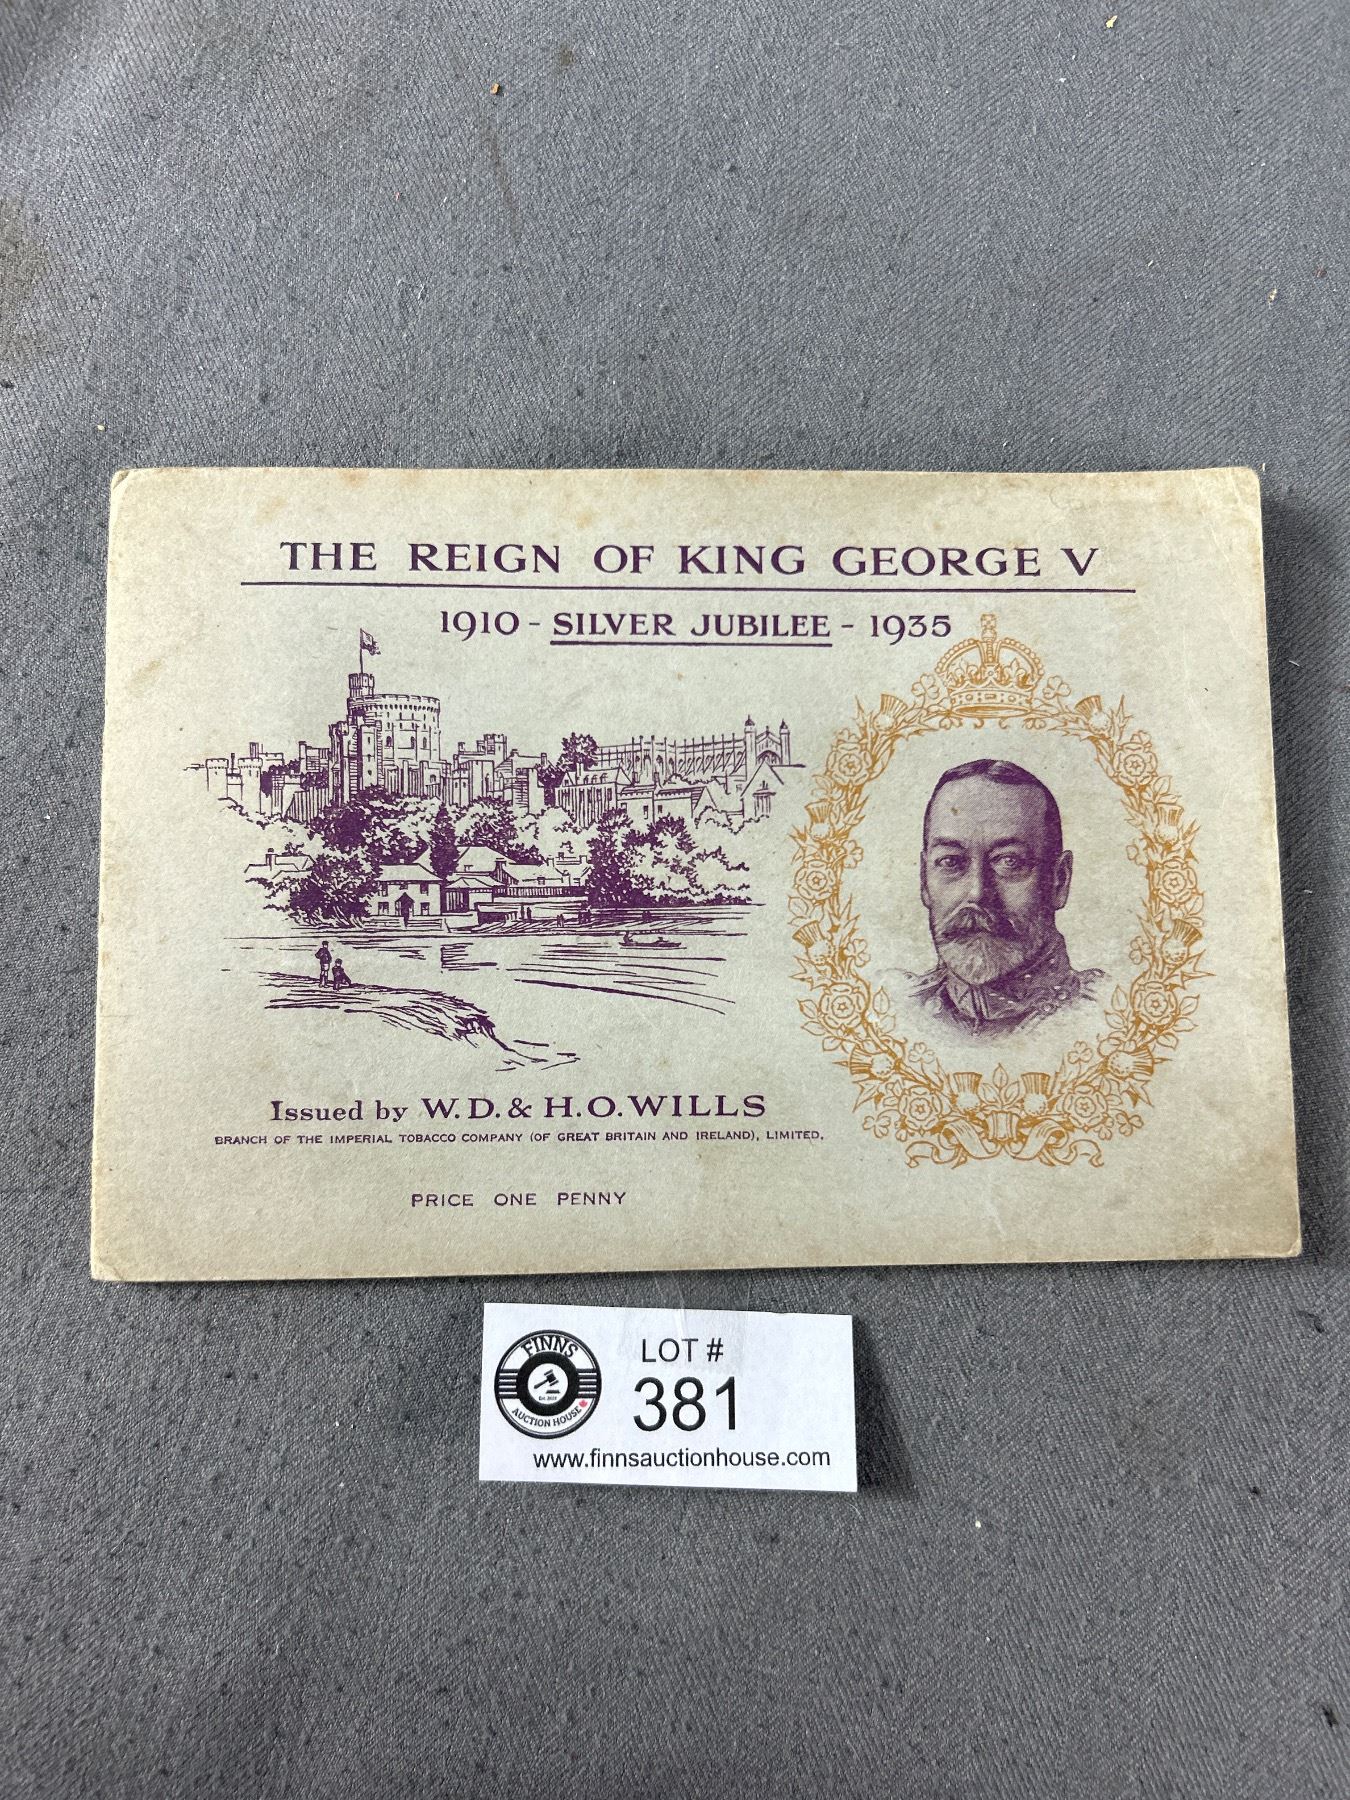 THE REIGN OF KING GEORGE V
1910 - SILVER JUBILEE - 1935
Issued by W. D. & H. O. WILLS
BRANCH OF THE IMPERIAL TOBACCO COMPANY (OF GREAT BRITAIN AND IRELAND), LIMITED.
PRICE ONE PENNY
FINNS
AUCTION HOUSE
LOT #
381
www.finnsauctionhouse.com